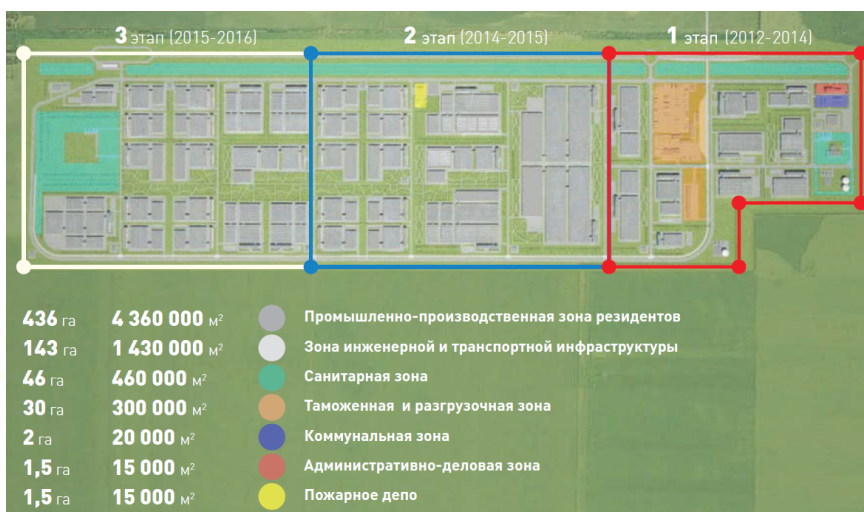 3 этап (2015-2016) 2 этап (2014-2015) 1 этап (2012-2014)
436 га 4 360 000 м² Промышленно-производственная зона резидентов
143 га 1 430 000 м² Зона инженерной и транспортной инфраструктуры
46 га 460 000 м² Санитарная зона
30 га 300 000 м² Таможенная и разгрузочная зона
2 га 20 000 м² Коммунальная зона
1,5 га 15 000 м² Административно-деловая зона
1,5 га 15 000 м² Пожарное депо